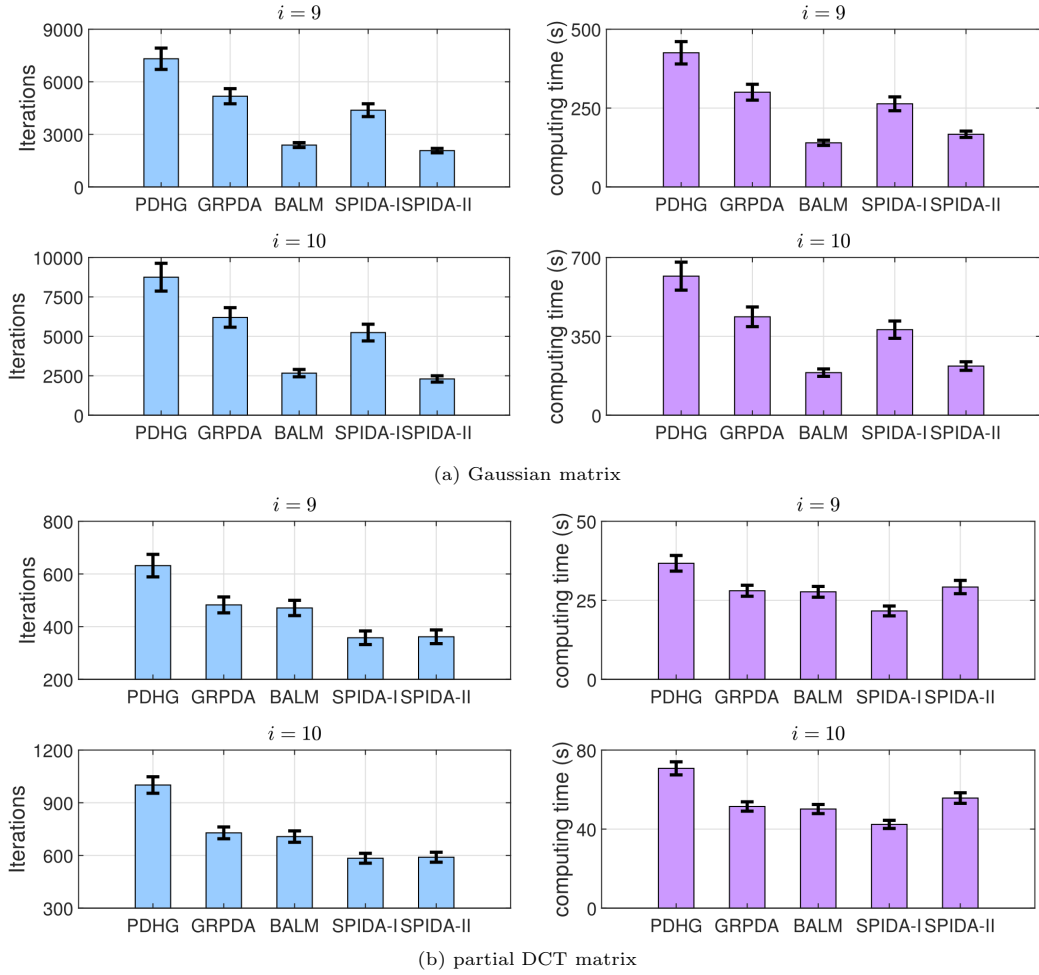 i = 9
Iterations
9000
6000
3000
0
PDHG GRPDA BALM SPIDA-I SPIDA-II
i = 9
computing time (s)
500
250
0
PDHG GRPDA BALM SPIDA-I SPIDA-II
i = 10
Iterations
10000
7500
5000
2500
0
PDHG GRPDA BALM SPIDA-I SPIDA-II
i = 10
computing time (s)
700
350
0
PDHG GRPDA BALM SPIDA-I SPIDA-II
(a) Gaussian matrix
i = 9
Iterations
800
600
400
200
PDHG GRPDA BALM SPIDA-I SPIDA-II
i = 9
computing time (s)
50
25
0
PDHG GRPDA BALM SPIDA-I SPIDA-II
i = 10
Iterations
1200
900
600
300
PDHG GRPDA BALM SPIDA-I SPIDA-II
i = 10
computing time (s)
80
40
0
PDHG GRPDA BALM SPIDA-I SPIDA-II
(b) partial DCT matrix